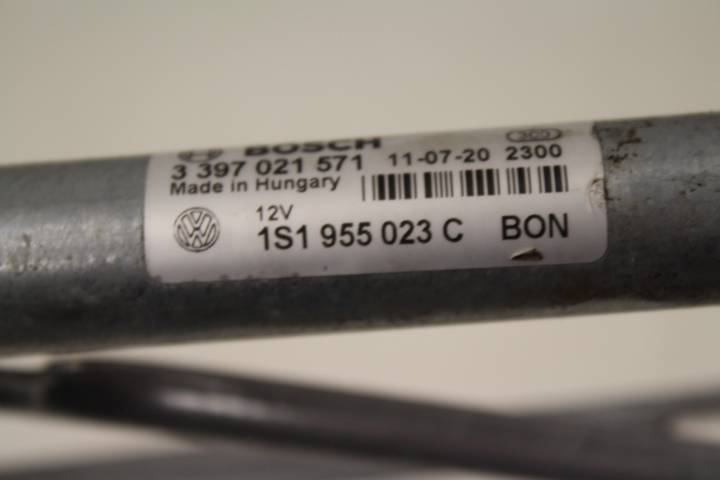 BOSCH
3 397 021 571 11-07-20 2300
Made in Hungary
12V
1S1 955 023 C BON